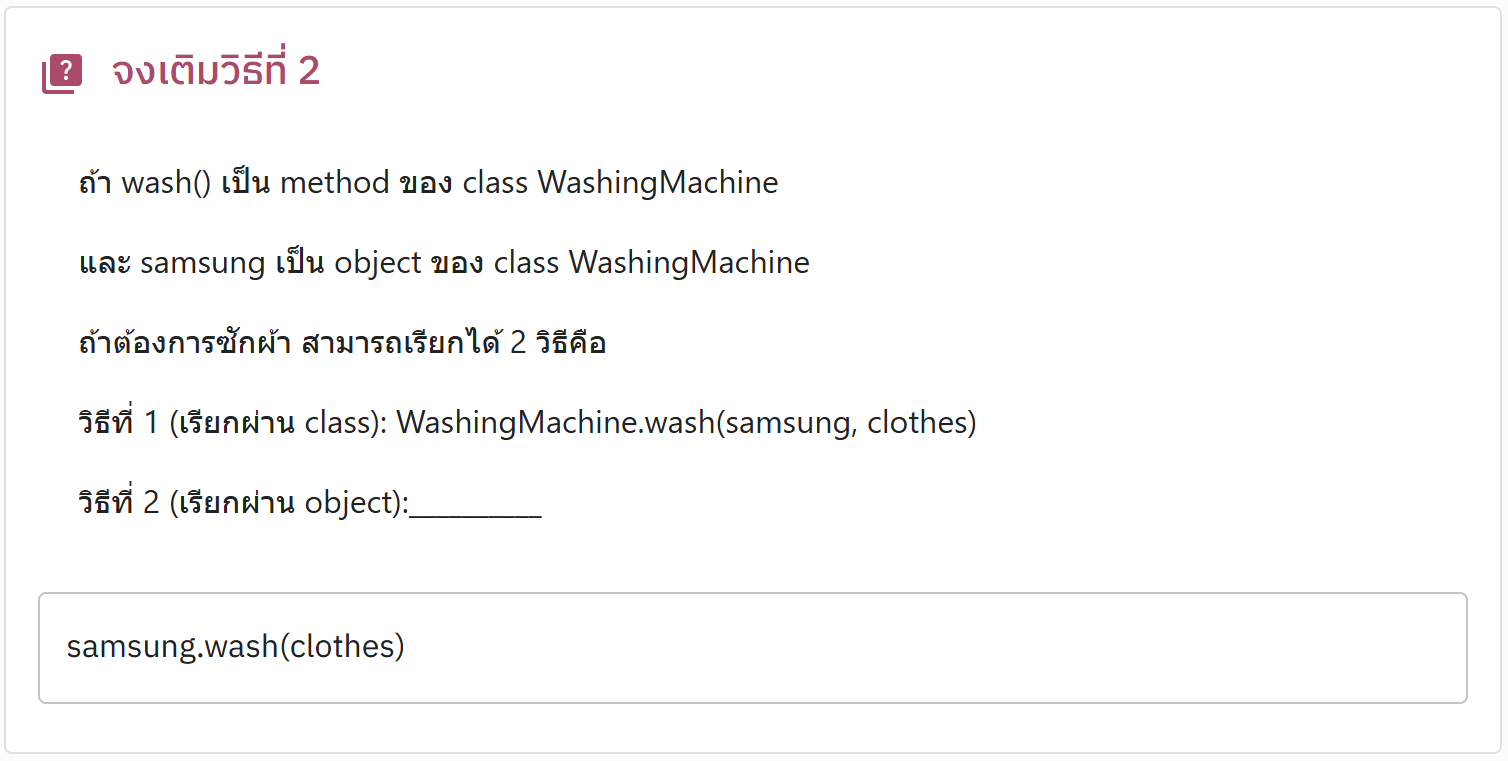 จงเติมวิธีที่ 2
ถ้า wash() เป็น method ของ class WashingMachine
และ samsung เป็น object ของ class WashingMachine
ถ้าต้องการซักผ้า สามารถเรียกได้ 2 วิธีคือ
วิธีที่ 1 (เรียกผ่าน class): WashingMachine.wash(samsung, clothes)
วิธีที่ 2 (เรียกผ่าน object):__________
samsung.wash(clothes)